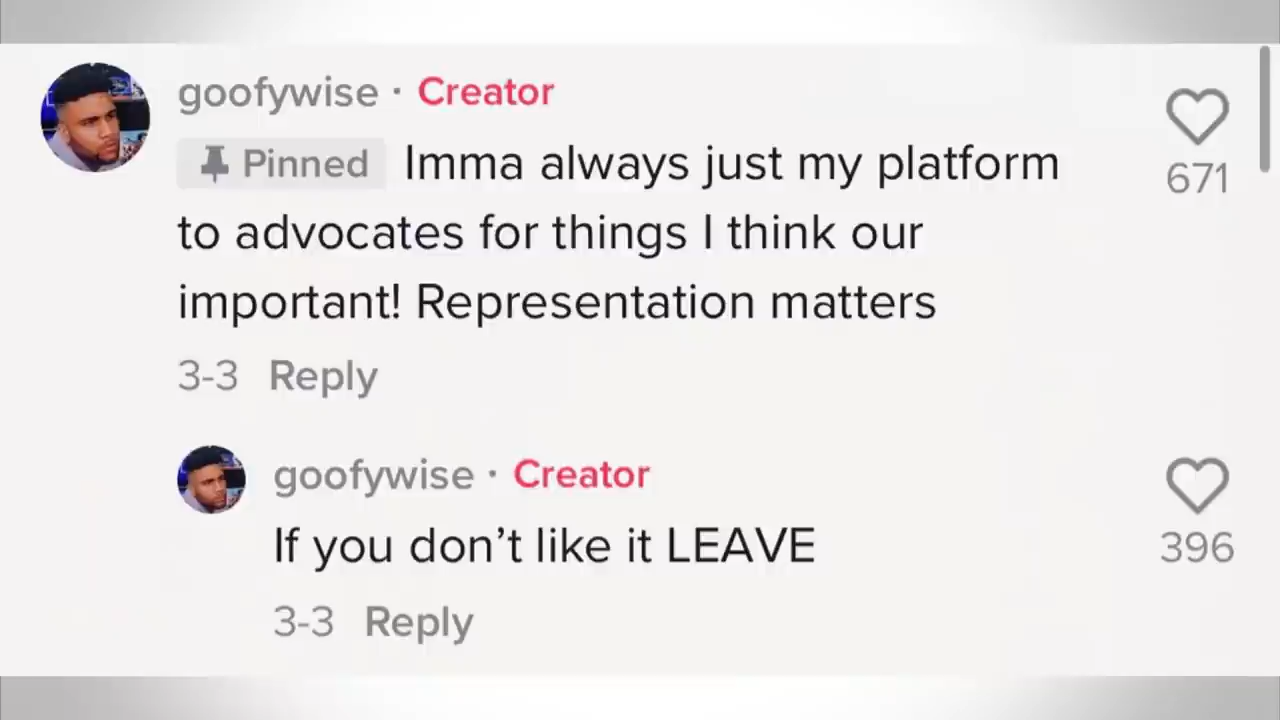 goofywise · Creator
Pinned Imma always just my platform
671
to advocates for things I think our
important! Representation matters
3-3 Reply
goofywise · Creator
If you don't like it LEAVE
396
3-3 Reply